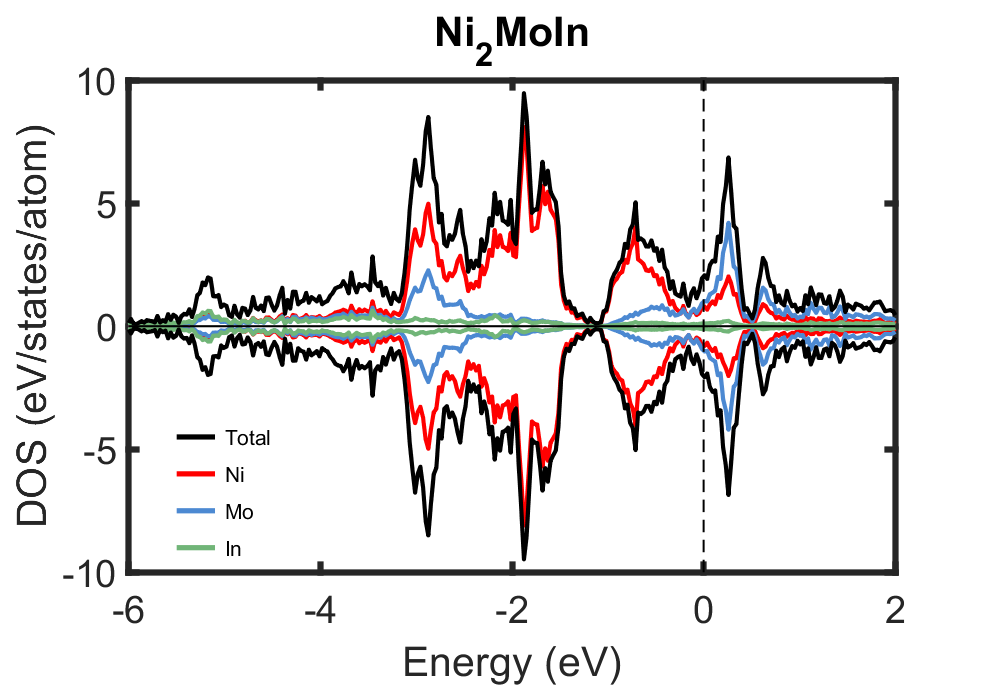 Ni2MoIn
DOS (eV/states/atom)
10
5
0
-5
-10
Total
Ni
Mo
In
-6 -4 -2 0 2
Energy (eV)